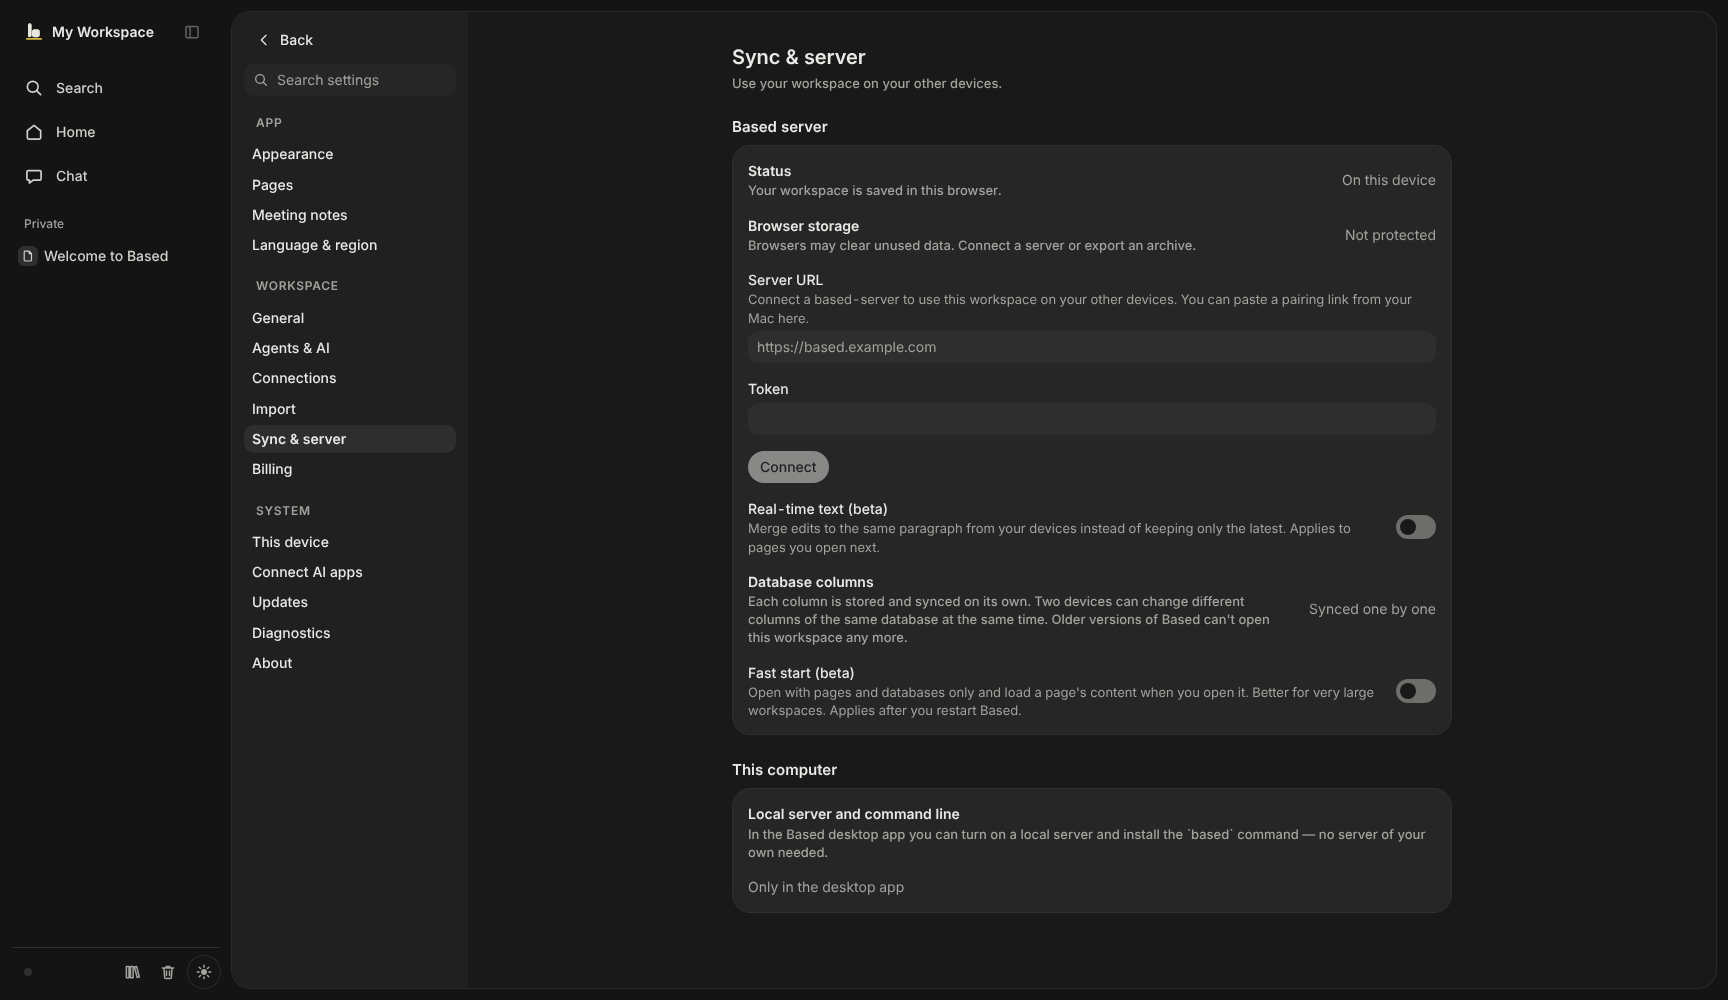 My Workspace
Search
Home
Chat
Private
Welcome to Based
Back
Search settings
APP
Appearance
Pages
Meeting notes
Language & region
WORKSPACE
General
Agents & AI
Connections
Import
Sync & server
Billing
SYSTEM
This device
Connect AI apps
Updates
Diagnostics
About
Sync & server
Use your workspace on your other devices.
Based server
Status
Your workspace is saved in this browser.
On this device
Browser storage
Browsers may clear unused data. Connect a server or export an archive.
Not protected
Server URL
Connect a based-server to use this workspace on your other devices. You can paste a pairing link from your
Mac here.
https://based.example.com
Token
Connect
Real-time text (beta)
Merge edits to the same paragraph from your devices instead of keeping only the latest. Applies to
pages you open next.
Database columns
Each column is stored and synced on its own. Two devices can change different
columns of the same database at the same time. Older versions of Based can't open
this workspace any more.
Synced one by one
Fast start (beta)
Open with pages and databases only and load a page's content when you open it. Better for very large
workspaces. Applies after you restart Based.
This computer
Local server and command line
In the Based desktop app you can turn on a local server and install the `based` command — no server of your
own needed.
Only in the desktop app